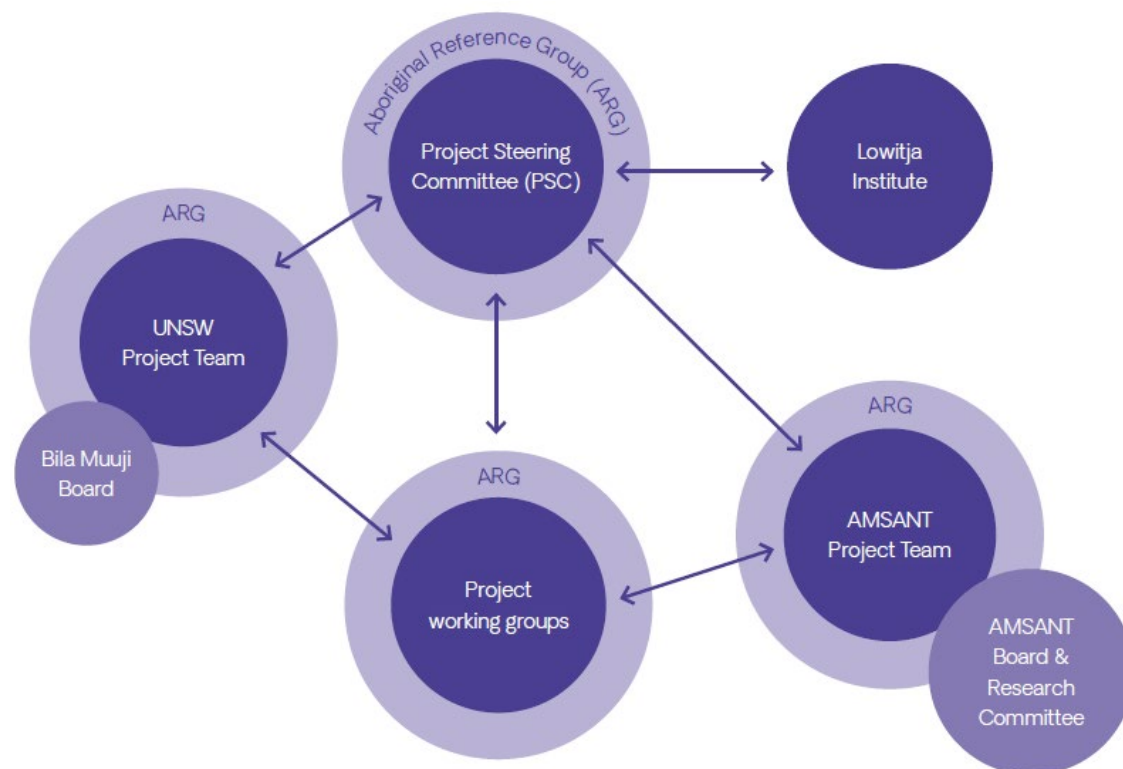 Aboriginal Reference Group (ARG)
Project Steering
Committee (PSC)
Lowitja
Institute
ARG
UNSW
Project Team
Bila Muuji
Board
ARG
Project
working groups
ARG
AMSANT
Project Team
AMSANT
Board &
Research
Committee